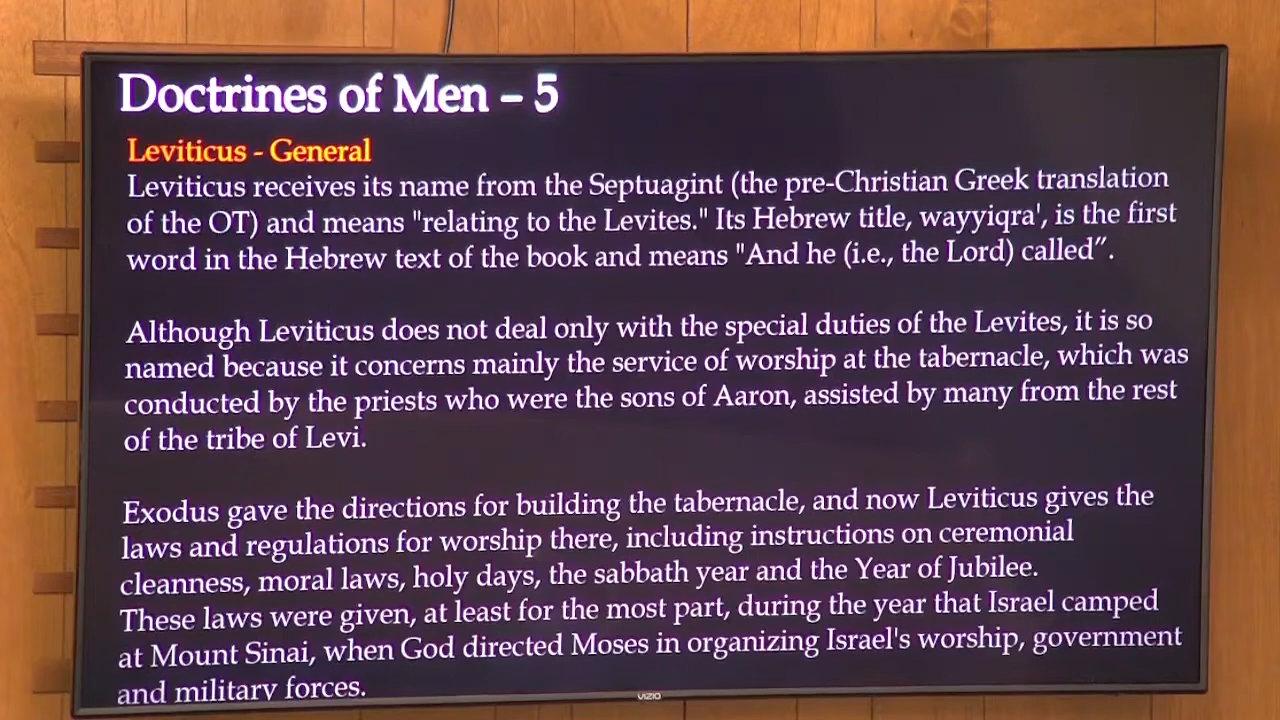 Doctrines of Men – 5
Leviticus - General
Leviticus receives its name from the Septuagint (the pre-Christian Greek translation
of the OT) and means "relating to the Levites." Its Hebrew title, wayyiqra', is the first
word in the Hebrew text of the book and means "And he (i.e., the Lord) called”.
Although Leviticus does not deal only with the special duties of the Levites, it is so
named because it concerns mainly the service of worship at the tabernacle, which was
conducted by the priests who were the sons of Aaron, assisted by many from the rest
of the tribe of Levi.
Exodus gave the directions for building the tabernacle, and now Leviticus gives the
laws and regulations for worship there, including instructions on ceremonial
cleanness, moral laws, holy days, the sabbath year and the Year of Jubilee.
These laws were given, at least for the most part, during the year that Israel camped
at Mount Sinai, when God directed Moses in organizing Israel's worship, government
and military forces.
VIZIO